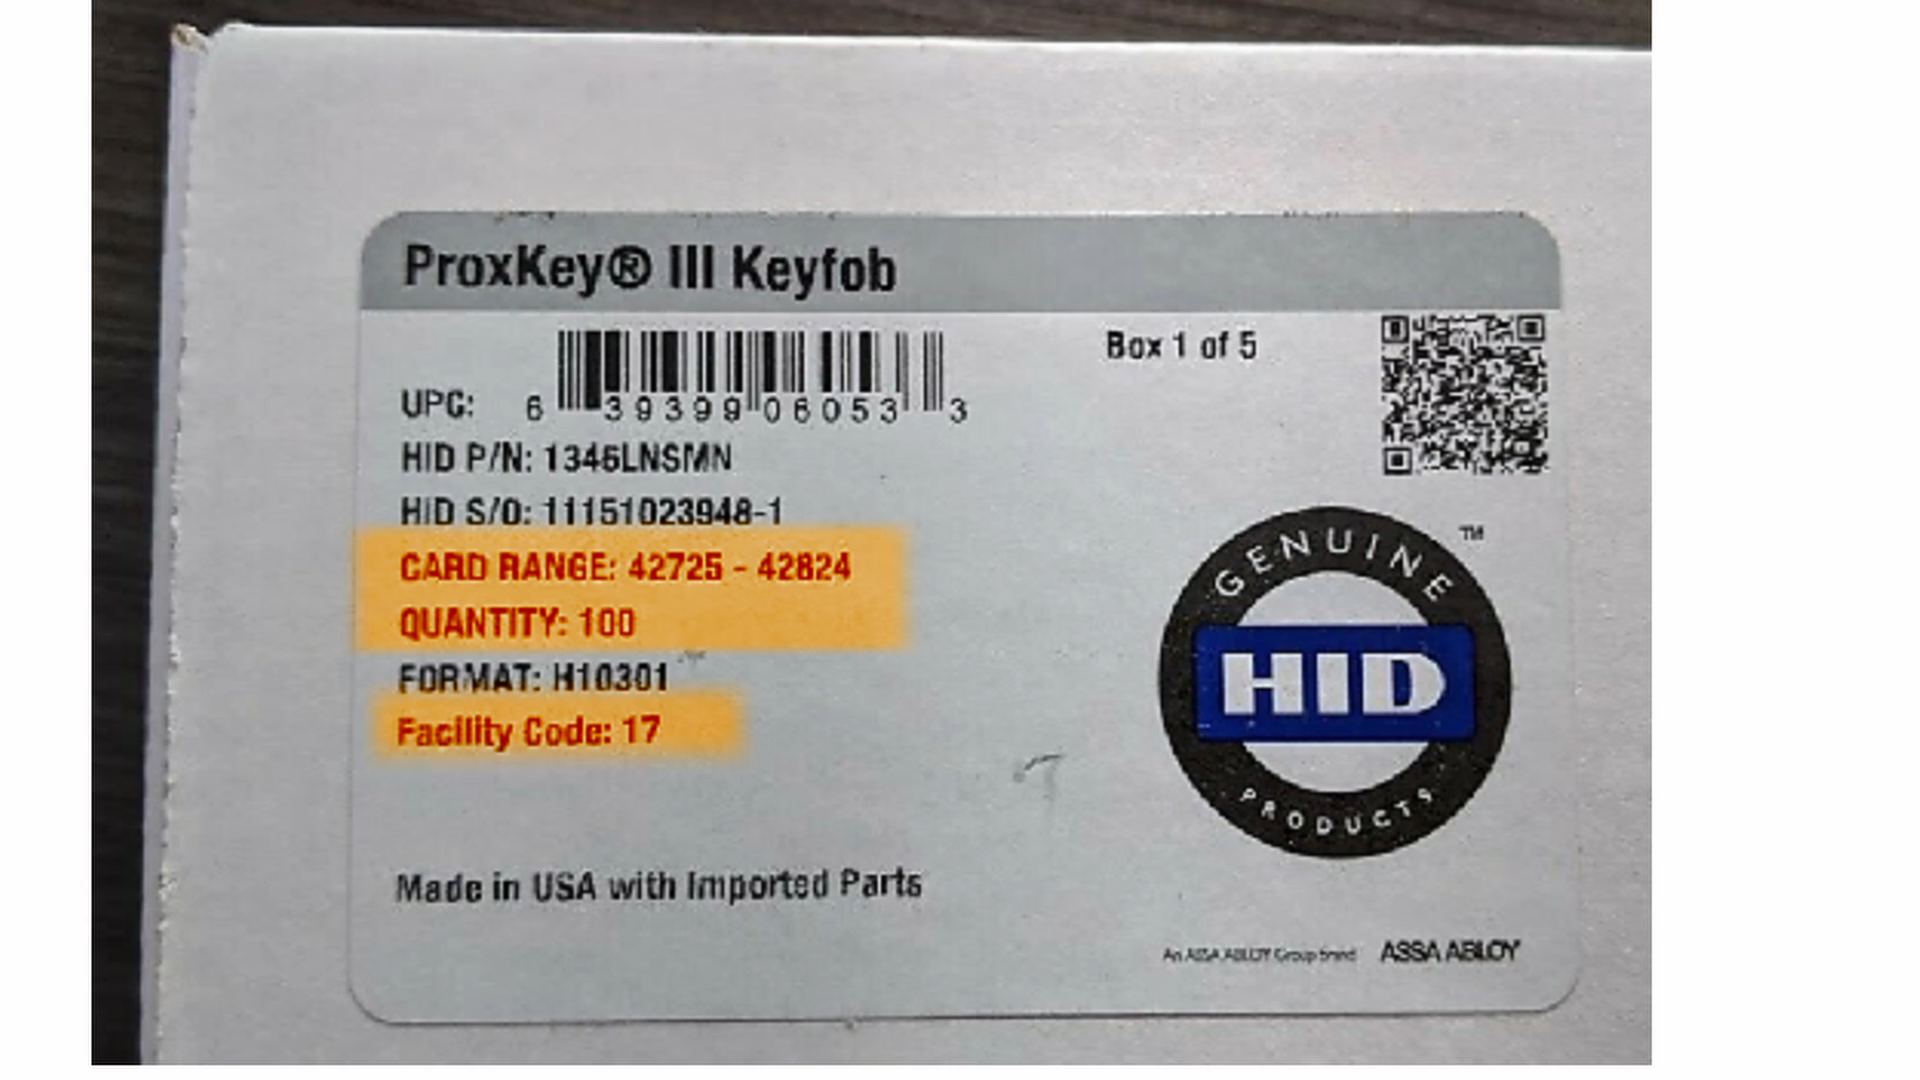 ProxKey® III Keyfob
Box 1 of 5
UPC: 6 39399 06053 3
HID P/N: 1346LNSMN
HID S/O: 11151023948-1
CARD RANGE: 42725 - 42824
QUANTITY: 100
FORMAT: H10301
Facility Code: 17
GENUINE
™
HID
PRODUCTS
Made in USA with Imported Parts
An ASSA ABLOY Group brand ASSA ABLOY